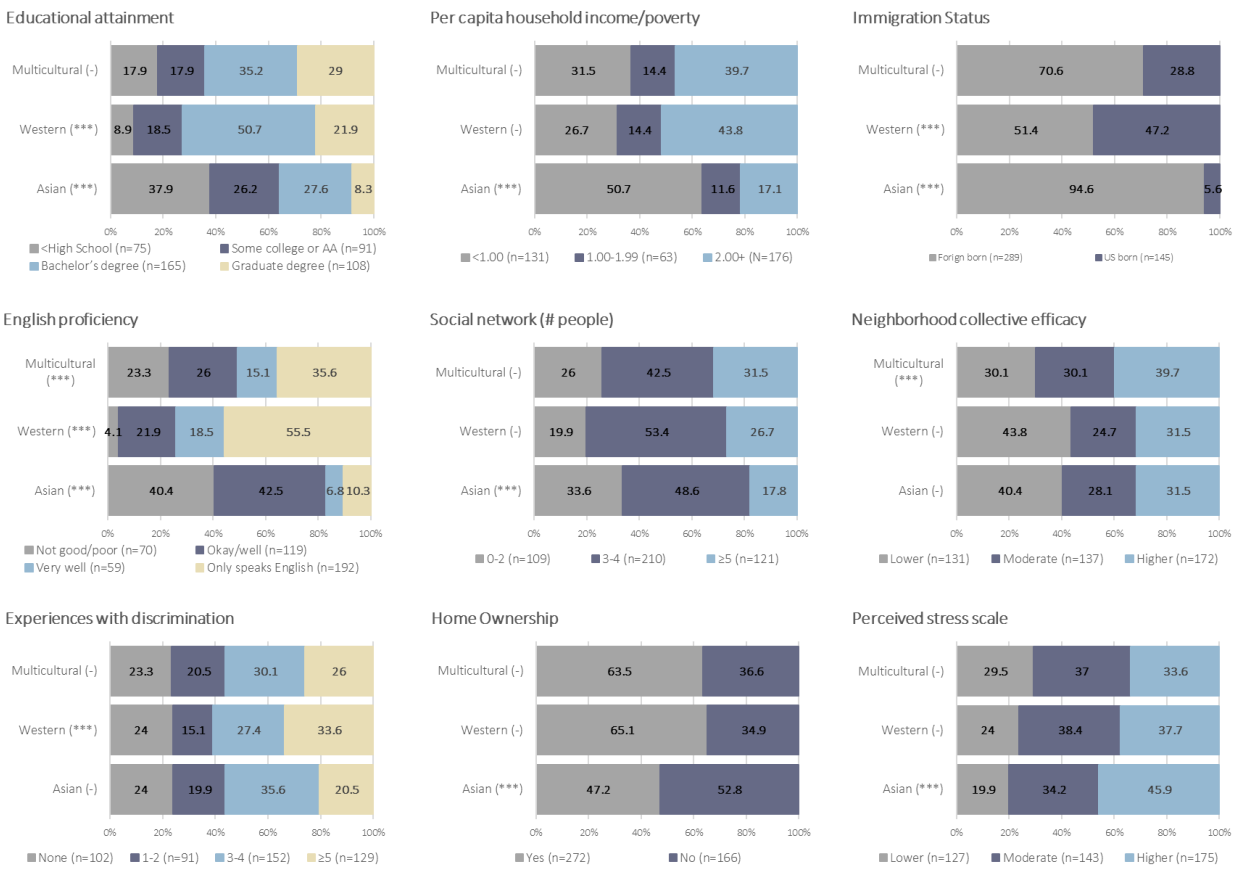 Educational attainment
Multicultural (-) 17.9 17.9 35.2 29
Western (***) 8.9 18.5 50.7 21.9
Asian (***) 37.9 26.2 27.6 8.3
0% 20% 40% 60% 80% 100%
<High School (n=75) Some college or AA (n=91)
Bachelor's degree (n=165) Graduate degree (n=108)
Per capita household income/poverty
Multicultural (-) 31.5 14.4 39.7
Western (-) 26.7 14.4 43.8
Asian (***) 50.7 11.6 17.1
0% 20% 40% 60% 80% 100%
<1.00 (n=131) 1.00-1.99 (n=63) 2.00+ (N=176)
Immigration Status
Multicultural (-) 70.6 28.8
Western (***) 51.4 47.2
Asian (***) 94.6 5.6
0% 20% 40% 60% 80% 100%
Forign born (n=289) US born (n=145)
English proficiency
Multicultural
(***) 23.3 26 15.1 35.6
Western (***) 4.1 21.9 18.5 55.5
Asian (***) 40.4 42.5 6.8 10.3
0% 20% 40% 60% 80% 100%
Not good/poor (n=70) Okay/well (n=119)
Very well (n=59) Only speaks English (n=192)
Social network (# people)
Multicultural (-) 26 42.5 31.5
Western (-) 19.9 53.4 26.7
Asian (***) 33.6 48.6 17.8
0% 20% 40% 60% 80% 100%
0-2 (n=109) 3-4 (n=210) ≥5 (n=121)
Neighborhood collective efficacy
Multicultural
(***) 30.1 30.1 39.7
Western (-) 43.8 24.7 31.5
Asian (-) 40.4 28.1 31.5
0% 20% 40% 60% 80% 100%
Lower (n=131) Moderate (n=137) Higher (n=172)
Experiences with discrimination
Multicultural (-) 23.3 20.5 30.1 26
Western (***) 24 15.1 27.4 33.6
Asian (-) 24 19.9 35.6 20.5
0% 20% 40% 60% 80% 100%
None (n=102) 1-2 (n=91) 3-4 (n=152) ≥5 (n=129)
Home Ownership
Multicultural (-) 63.5 36.6
Western (-) 65.1 34.9
Asian (***) 47.2 52.8
0% 20% 40% 60% 80% 100%
Yes (n=272) No (n=166)
Perceived stress scale
Multicultural (-) 29.5 37 33.6
Western (-) 24 38.4 37.7
Asian (***) 19.9 34.2 45.9
0% 20% 40% 60% 80% 100%
Lower (n=127) Moderate (n=143) Higher (n=175)